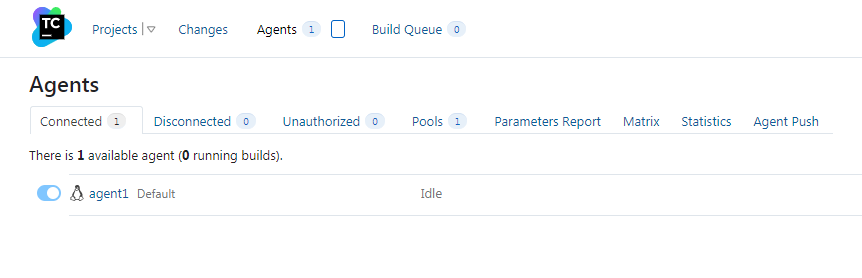 TC Projects Changes Agents 1 Build Queue 0
Agents
Connected 1 Disconnected 0 Unauthorized 0 Pools 1 Parameters Report Matrix Statistics Agent Push
There is 1 available agent (0 running builds).
agent1 Default Idle